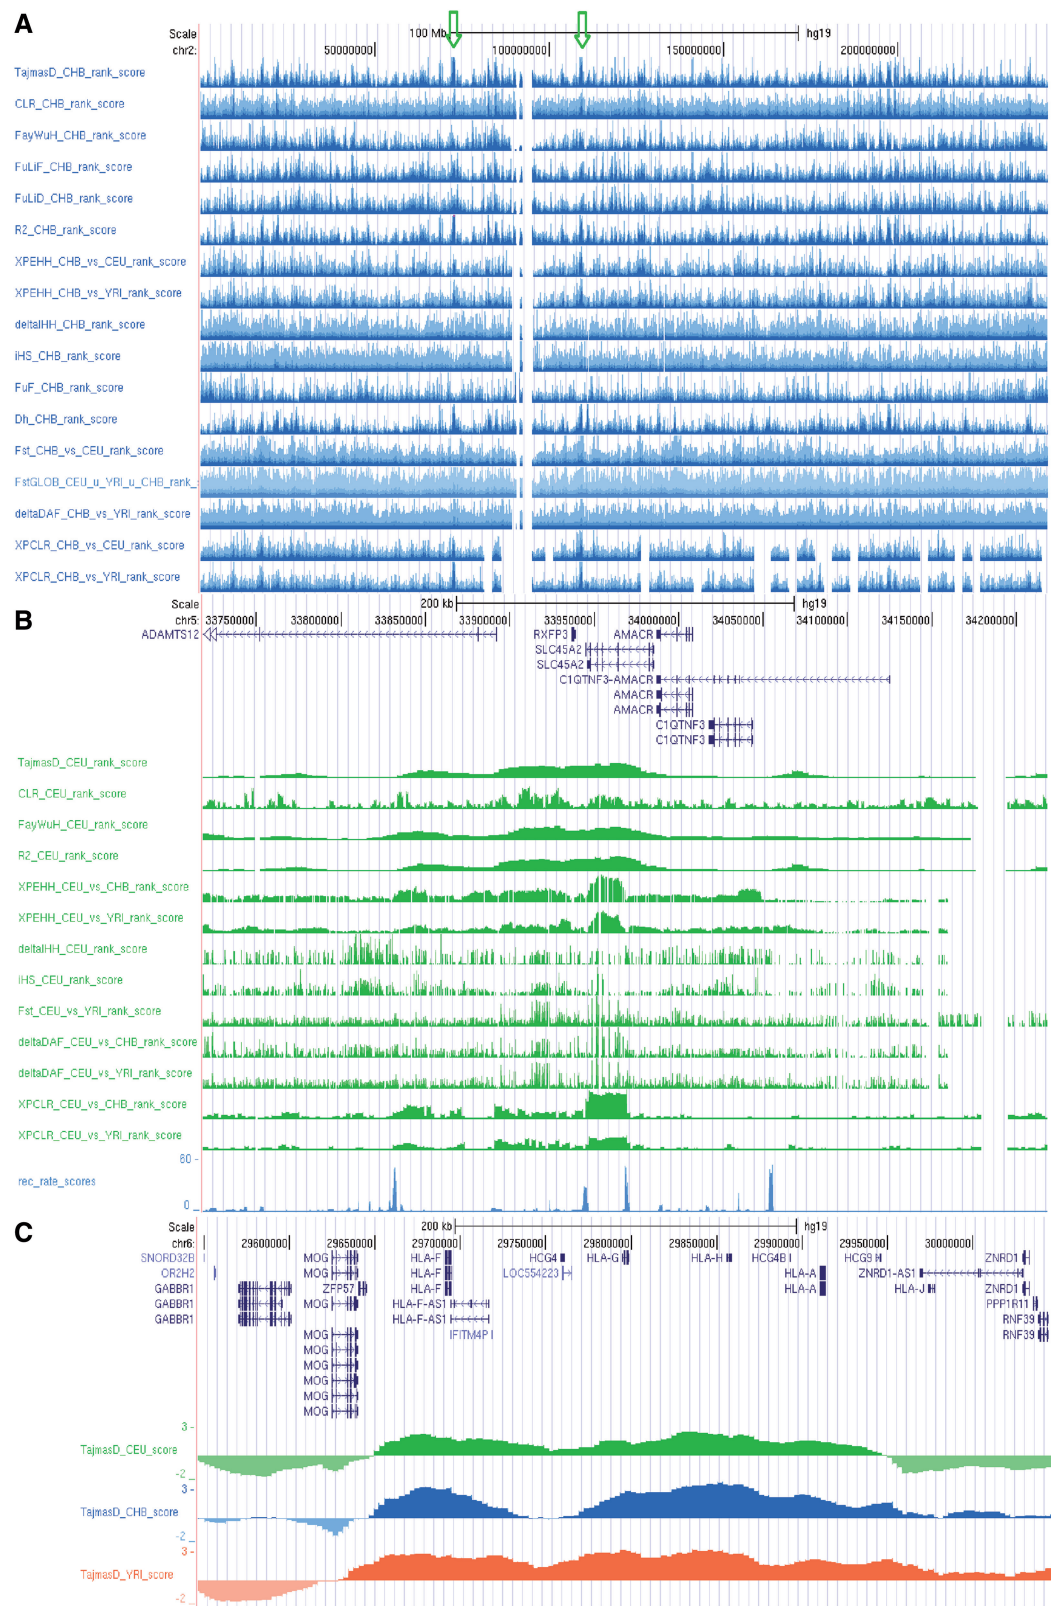 A
Scale 100 Mb hg19
chr2: 50000000 100000000 150000000 200000000
TajmasD_CHB_rank_score
CLR_CHB_rank_score
FayWuH_CHB_rank_score
FuLiF_CHB_rank_score
FuLiD_CHB_rank_score
R2_CHB_rank_score
XPEHH_CHB_vs_CEU_rank_score
XPEHH_CHB_vs_YRI_rank_score
deltaIHH_CHB_rank_score
iHS_CHB_rank_score
FuF_CHB_rank_score
Dh_CHB_rank_score
Fst_CHB_vs_CEU_rank_score
FstGLOB_CEU_u_YRI_u_CHB_rank_
deltaDAF_CHB_vs_YRI_rank_score
XPCLR_CHB_vs_CEU_rank_score
XPCLR_CHB_vs_YRI_rank_score
B
Scale 200 kb hg19
chr5: 33750000 33800000 33850000 33900000 33950000 34000000 34050000 34100000 34150000 34200000
ADAMTS12 RXFP3 AMACR
SLC45A2
SLC45A2
C1QTNF3-AMACR
AMACR
AMACR
C1QTNF3
C1QTNF3
TajmasD_CEU_rank_score
CLR_CEU_rank_score
FayWuH_CEU_rank_score
R2_CEU_rank_score
XPEHH_CEU_vs_CHB_rank_score
XPEHH_CEU_vs_YRI_rank_score
deltaIHH_CEU_rank_score
iHS_CEU_rank_score
Fst_CEU_vs_YRI_rank_score
deltaDAF_CEU_vs_CHB_rank_score
deltaDAF_CEU_vs_YRI_rank_score
XPCLR_CEU_vs_CHB_rank_score
XPCLR_CEU_vs_YRI_rank_score
60 -
rec_rate_scores
0 _
C
Scale 200 kb hg19
chr6: 29600000 29650000 29700000 29750000 29800000 29850000 29900000 29950000 30000000
SNORD32B MOG HLA-F HCG4 HLA-G HLA-H HCG4B HCG9 ZNRD1
OR2H2 MOG HLA-F LOC554223 HLA-A ZNRD1-AS1
GABBR1 ZFP57 HLA-F HLA-A HLA-J ZNRD1
GABBR1 MOG HLA-F-AS1 PPP1R11
GABBR1 HLA-F-AS1 RNF39
MOG IFITM4P RNF39
MOG
MOG
MOG
MOG
MOG
3 -
TajmasD_CEU_score
-2 _
3 -
TajmasD_CHB_score
-2 _
3 -
TajmasD_YRI_score
-2 _